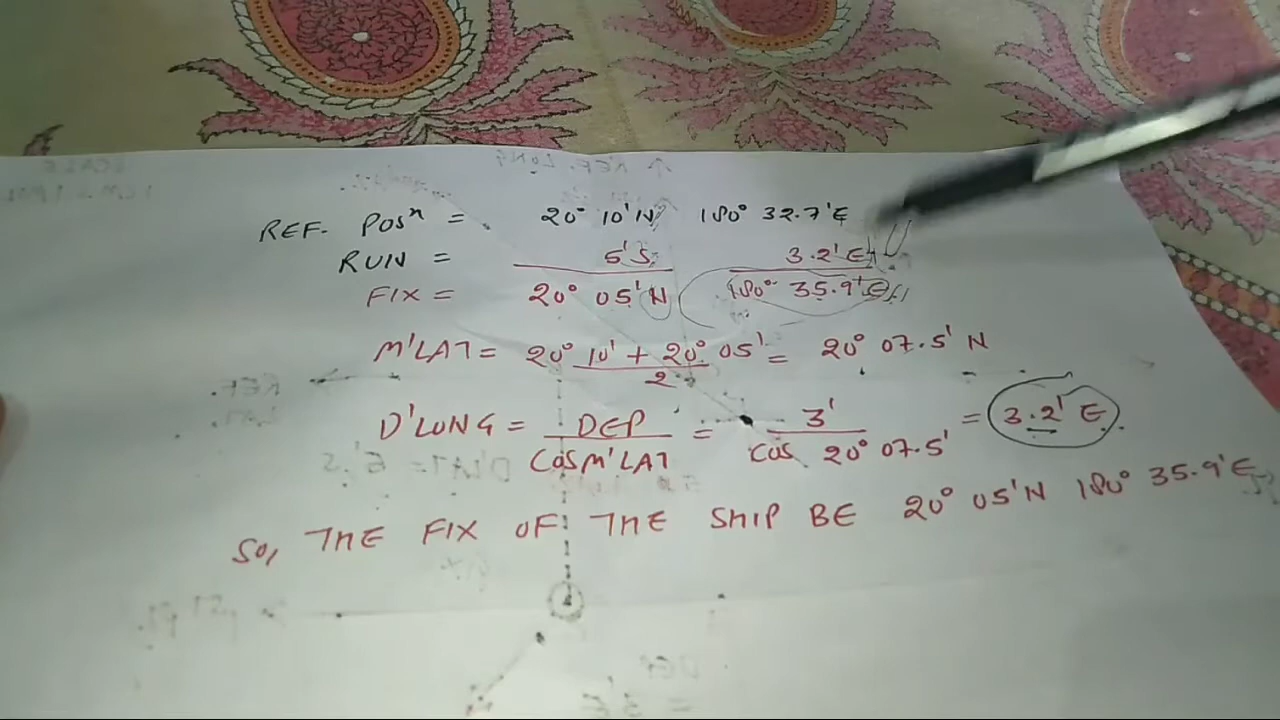 REF. POSⁿ = 20° 10' N 180° 32.7' E
RUN = 5' S 3.2' E
FIX = 20° 05' N 180° 35.9' E
M'LAT = 20° 10' + 20° 05' / 2 = 20° 07.5' N
D'LONG = DEP / COS M'LAT = 3' / COS 20° 07.5' = 3.2' E
SO, THE FIX OF THE SHIP BE 20° 05' N 180° 35.9' E